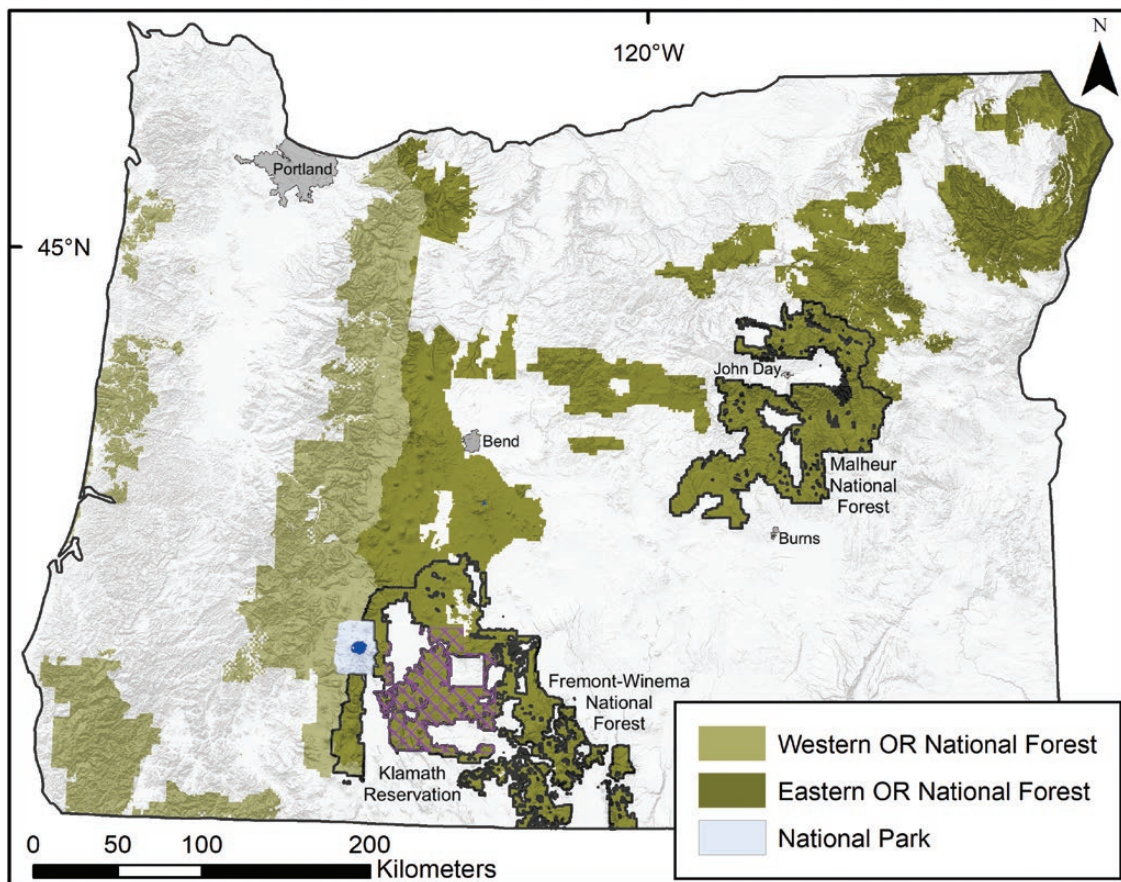 120°W
N
Portland
45°N
John Day
Bend
Malheur
National
Forest
Burns
Fremont-Winema
National
Forest
Klamath
Reservation
Western OR National Forest
Eastern OR National Forest
National Park
0 50 100 200
Kilometers